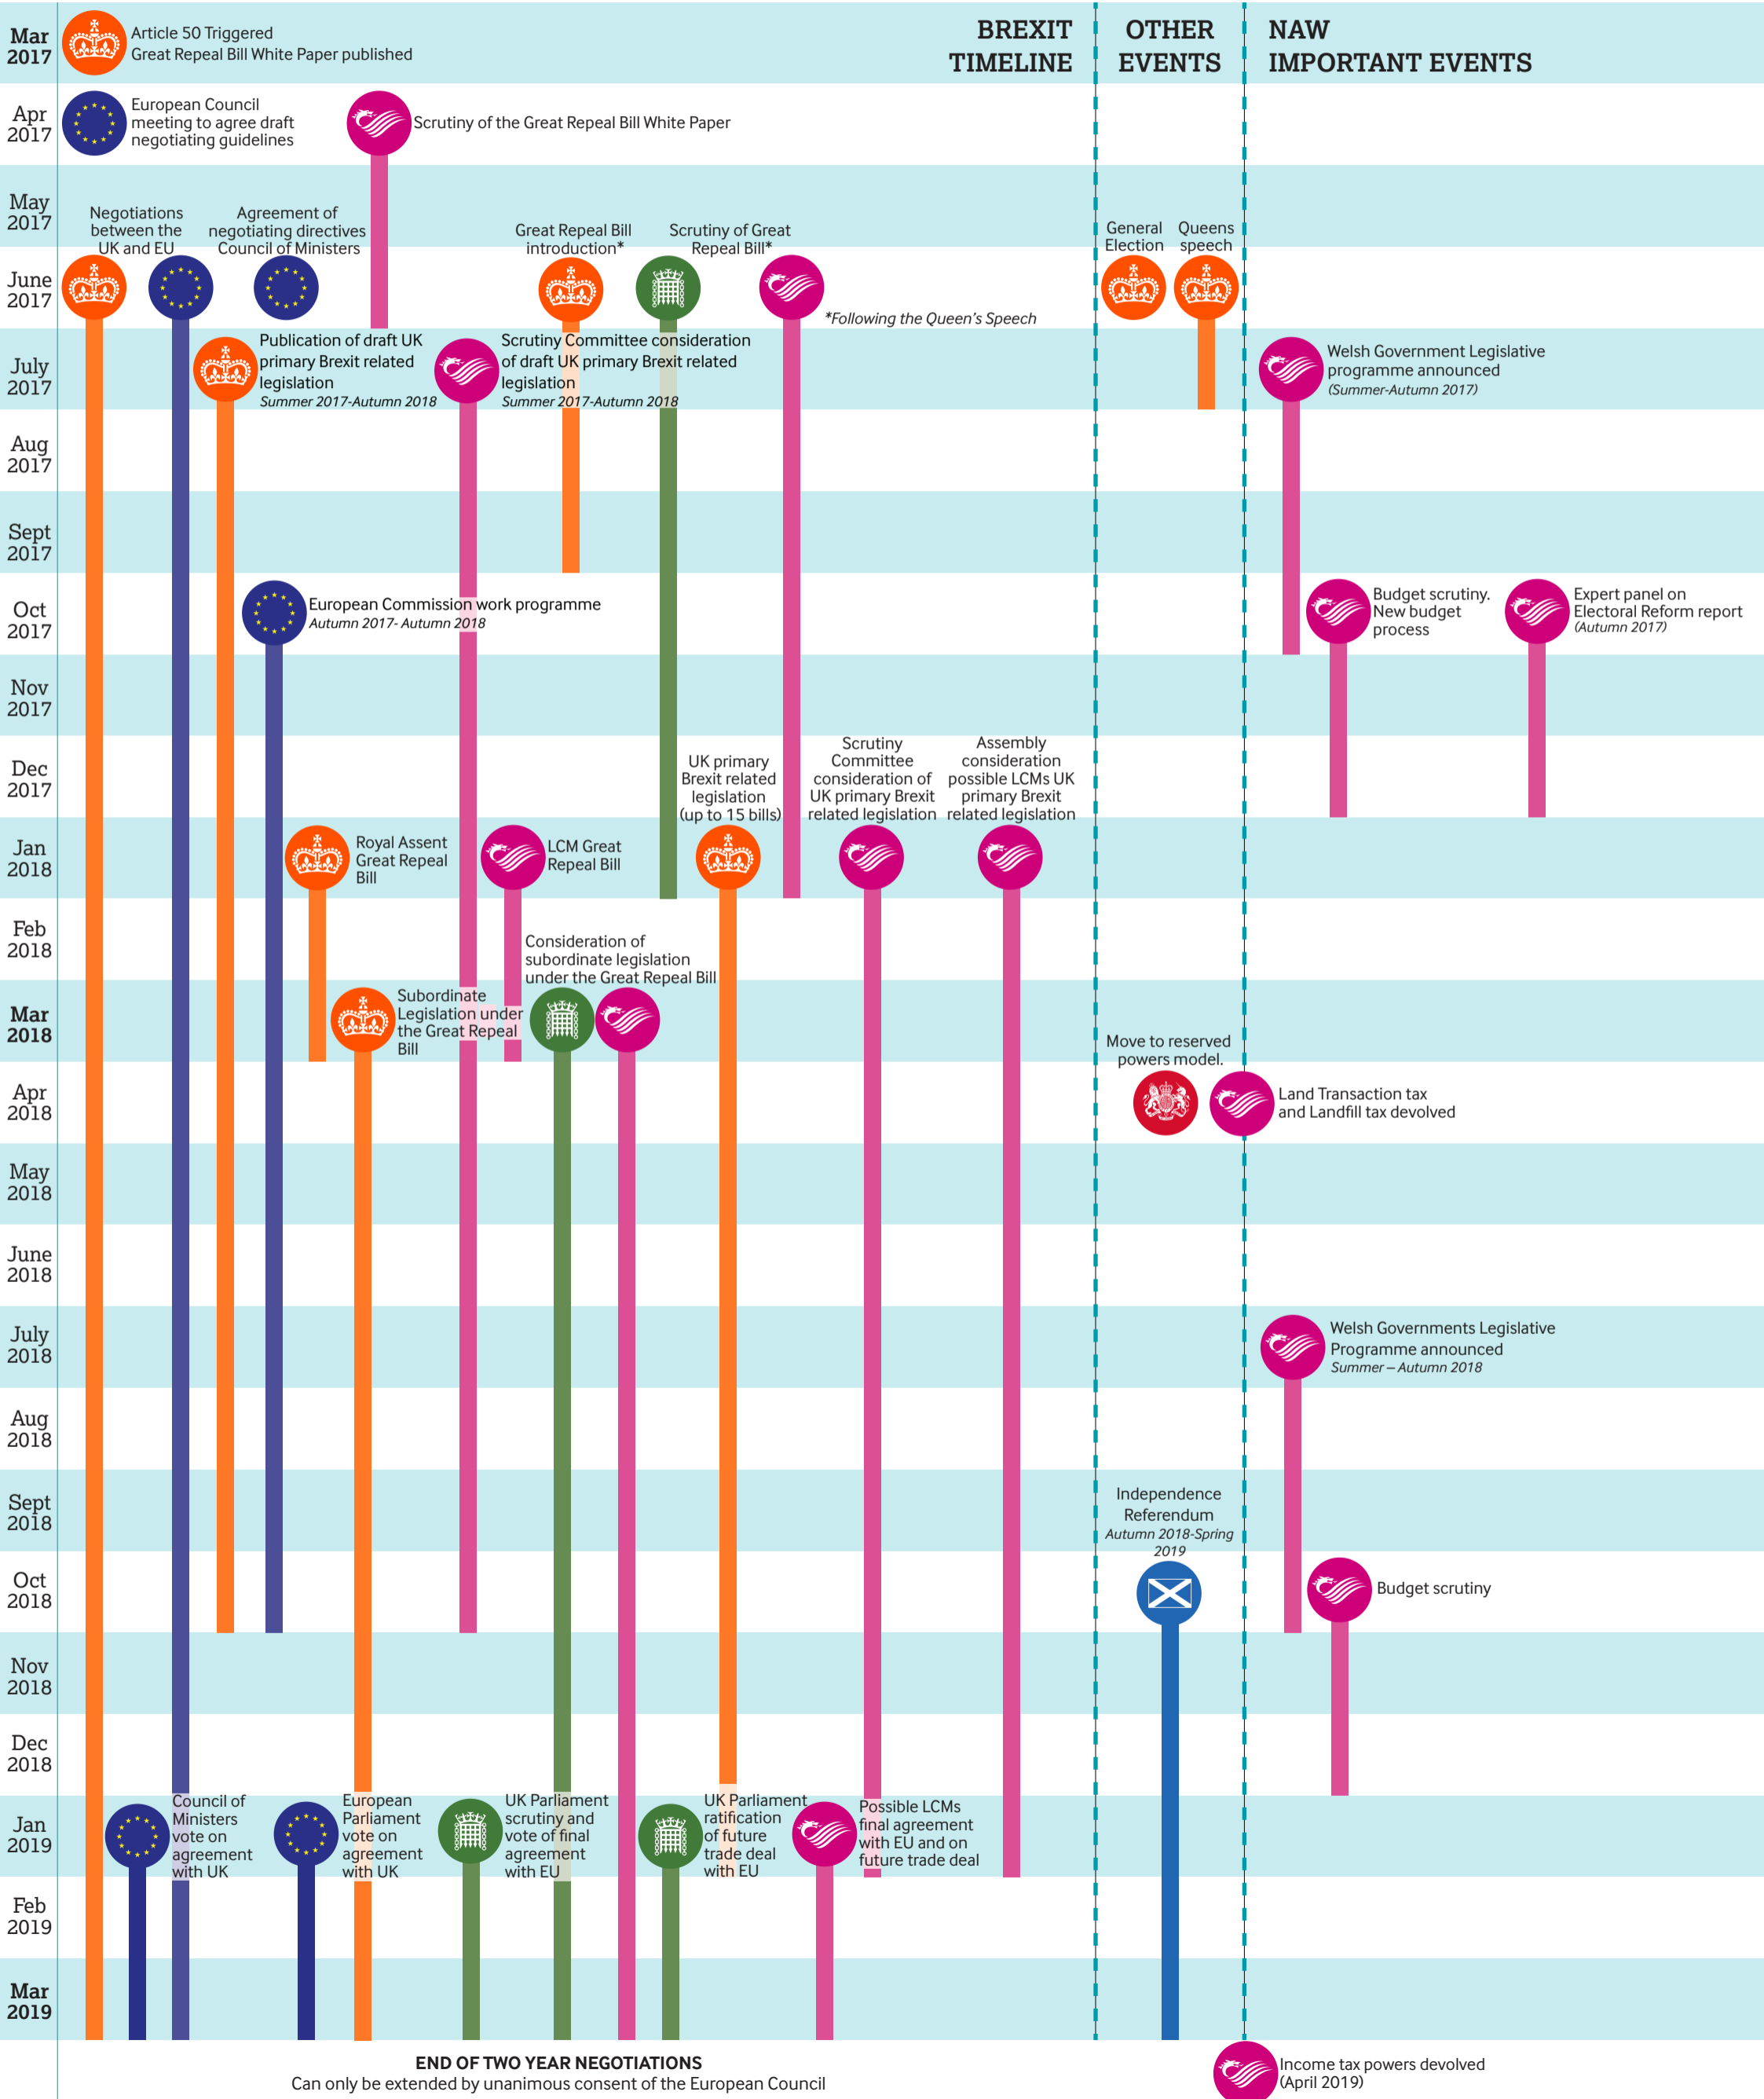 BREXIT
TIMELINE
OTHER
EVENTS
NAW
IMPORTANT EVENTS
Mar
2017
Article 50 Triggered
Great Repeal Bill White Paper published
Apr
2017
European Council
meeting to agree draft
negotiating guidelines
Scrutiny of the Great Repeal Bill White Paper
May
2017
Negotiations
between the
UK and EU
Agreement of
negotiating directives
Council of Ministers
Great Repeal Bill
introduction*
Scrutiny of Great
Repeal Bill*
General
Election
Queens
speech
June
2017
*Following the Queen's Speech
July
2017
Publication of draft UK
primary Brexit related
legislation
Summer 2017-Autumn 2018
Scrutiny Committee consideration
of draft UK primary Brexit related
legislation
Summer 2017-Autumn 2018
Welsh Government Legislative
programme announced
(Summer-Autumn 2017)
Aug
2017
Sept
2017
Oct
2017
European Commission work programme
Autumn 2017- Autumn 2018
Budget scrutiny.
New budget
process
Expert panel on
Electoral Reform report
(Autumn 2017)
Nov
2017
Dec
2017
UK primary
Brexit related
legislation
(up to 15 bills)
Scrutiny
Committee
consideration of
UK primary Brexit
related legislation
Assembly
consideration
possible LCMs UK
primary Brexit
related legislation
Jan
2018
Royal Assent
Great Repeal
Bill
LCM Great
Repeal Bill
Feb
2018
Consideration of
subordinate legislation
under the Great Repeal Bill
Mar
2018
Subordinate
Legislation under
the Great Repeal
Bill
Move to reserved
powers model.
Apr
2018
Land Transaction tax
and Landfill tax devolved
May
2018
June
2018
July
2018
Welsh Governments Legislative
Programme announced
Summer – Autumn 2018
Aug
2018
Sept
2018
Independence
Referendum
Autumn 2018-Spring
2019
Oct
2018
Budget scrutiny
Nov
2018
Dec
2018
Jan
2019
Council of
Ministers
vote on
agreement
with UK
European
Parliament
vote on
agreement
with UK
UK Parliament
scrutiny and
vote of final
agreement
with EU
UK Parliament
ratification
of future
trade deal
with EU
Possible LCMs
final agreement
with EU and on
future trade deal
Feb
2019
Mar
2019
END OF TWO YEAR NEGOTIATIONS
Can only be extended by unanimous consent of the European Council
Income tax powers devolved
(April 2019)